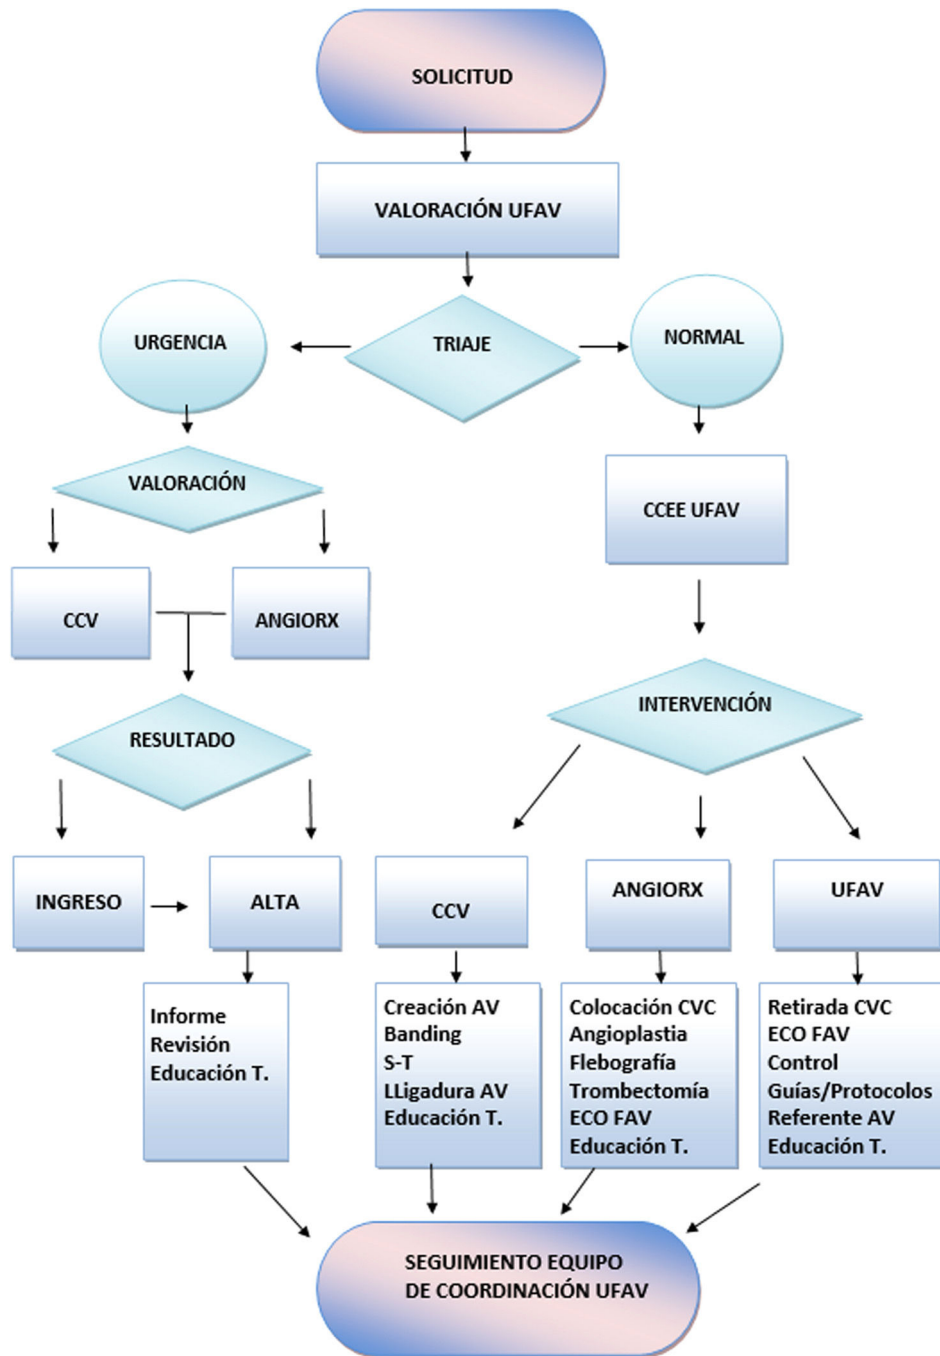 SOLICITUD
VALORACIÓN UFAV
TRIAJE
URGENCIA
NORMAL
VALORACIÓN
CCEE UFAV
CCV
ANGIORX
RESULTADO
INTERVENCIÓN
INGRESO
ALTA
CCV
ANGIORX
UFAV
Informe
Revisión
Educación T.
Creación AV
Banding
S-T
LLigadura AV
Educación T.
Colocación CVC
Angioplastia
Flebografía
Trombectomía
ECO FAV
Educación T.
Retirada CVC
ECO FAV
Control
Guías/Protocolos
Referente AV
Educación T.
SEGUIMIENTO EQUIPO
DE COORDINACIÓN UFAV